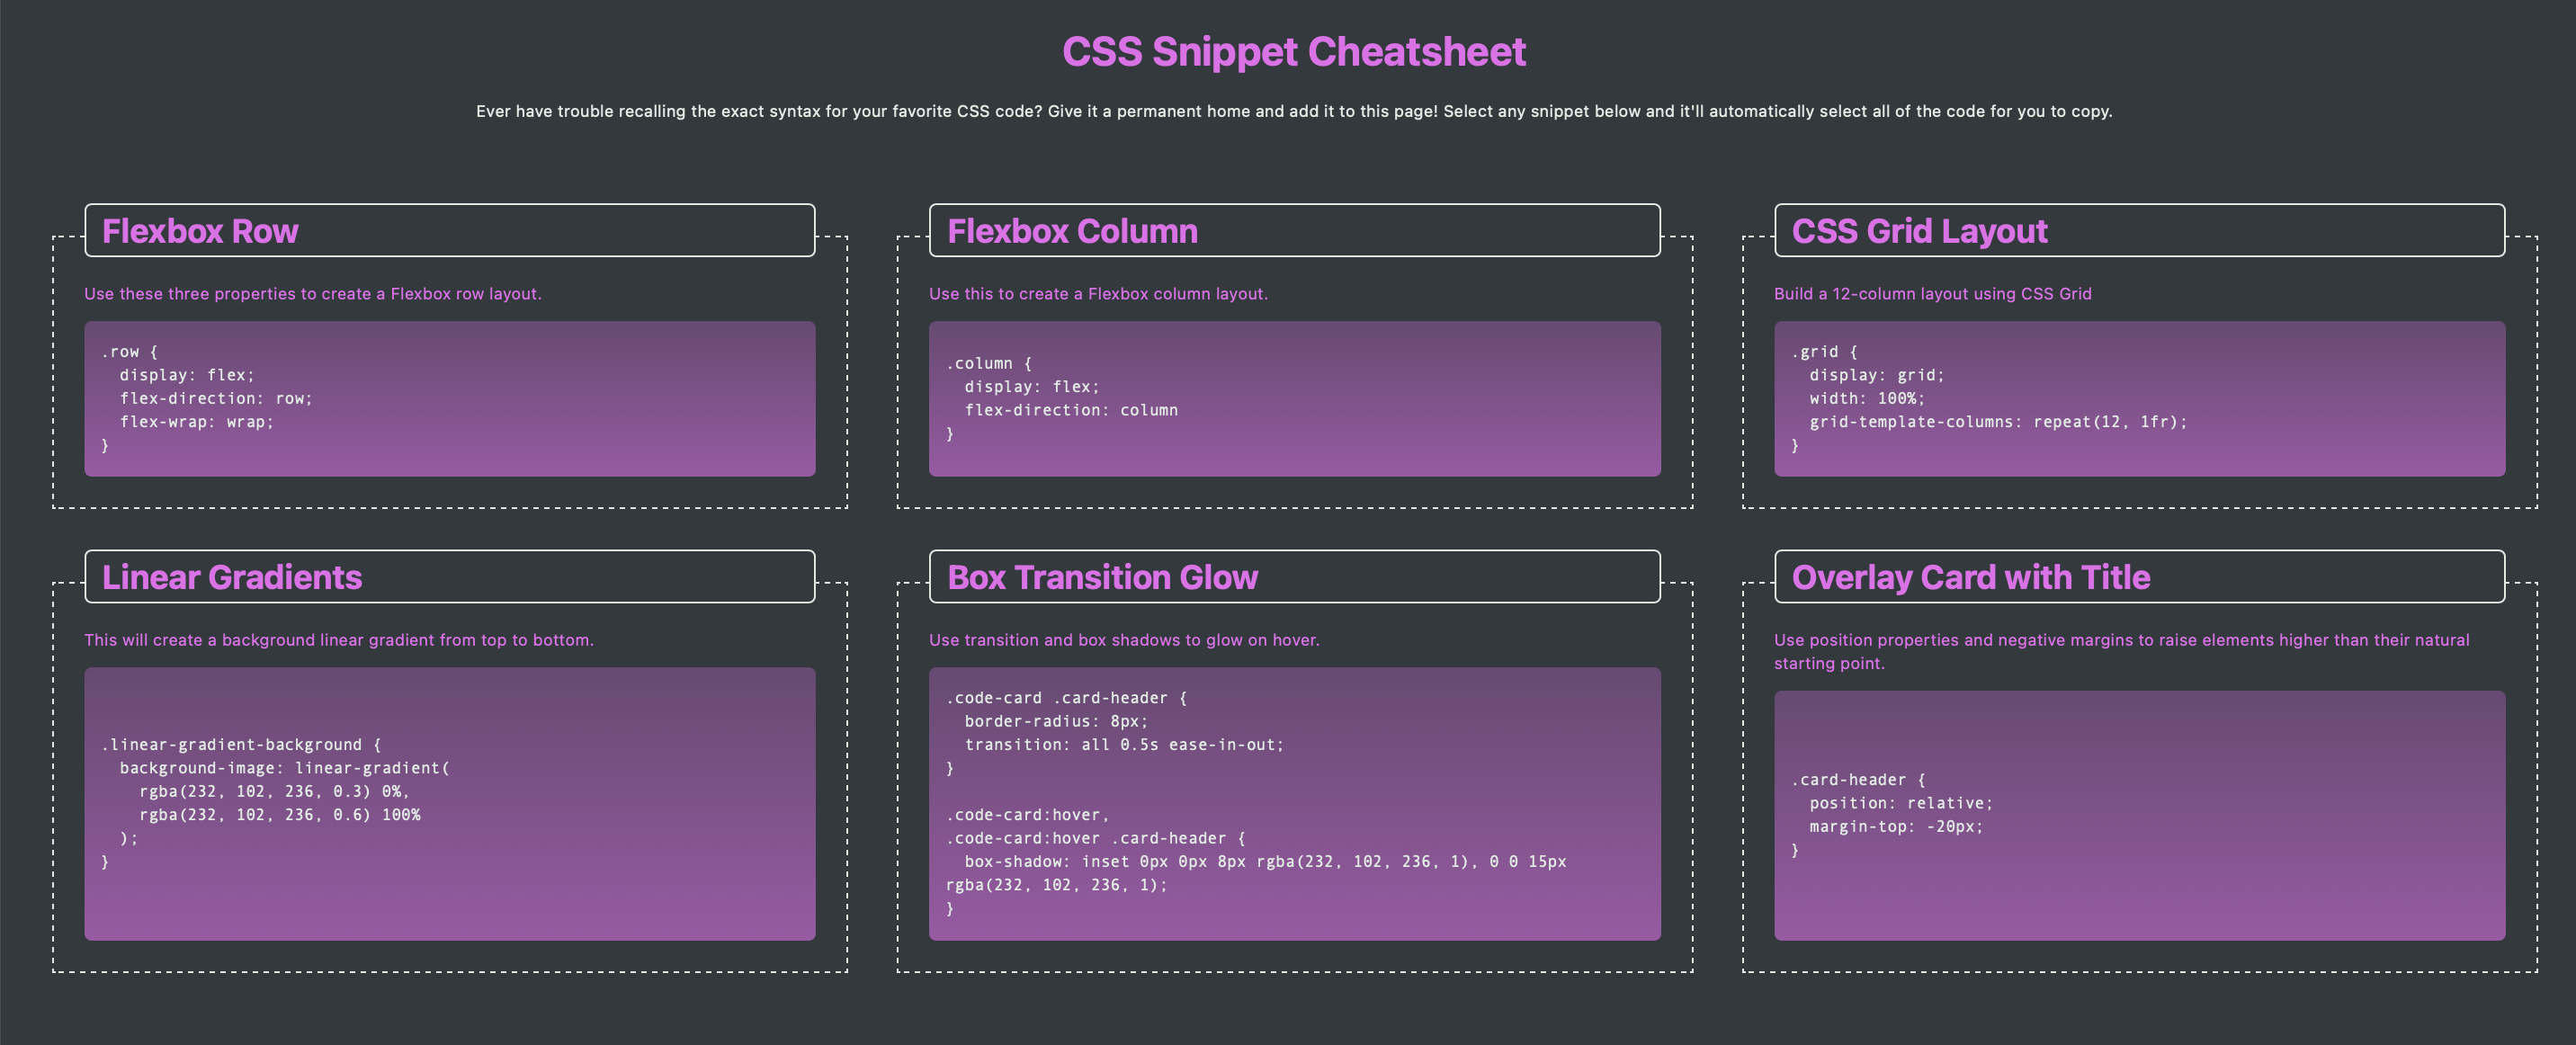 CSS Snippet Cheatsheet
Ever have trouble recalling the exact syntax for your favorite CSS code? Give it a permanent home and add it to this page! Select any snippet below and it'll automatically select all of the code for you to copy.
Flexbox Row
Use these three properties to create a Flexbox row layout.
.row {
  display: flex;
  flex-direction: row;
  flex-wrap: wrap;
}
Flexbox Column
Use this to create a Flexbox column layout.
.column {
  display: flex;
  flex-direction: column
}
CSS Grid Layout
Build a 12-column layout using CSS Grid
.grid {
  display: grid;
  width: 100%;
  grid-template-columns: repeat(12, 1fr);
}
Linear Gradients
This will create a background linear gradient from top to bottom.
.linear-gradient-background {
  background-image: linear-gradient(
    rgba(232, 102, 236, 0.3) 0%,
    rgba(232, 102, 236, 0.6) 100%
  );
}
Box Transition Glow
Use transition and box shadows to glow on hover.
.code-card .card-header {
  border-radius: 8px;
  transition: all 0.5s ease-in-out;
}
.code-card:hover,
.code-card:hover .card-header {
  box-shadow: inset 0px 0px 8px rgba(232, 102, 236, 1), 0 0 15px
rgba(232, 102, 236, 1);
}
Overlay Card with Title
Use position properties and negative margins to raise elements higher than their natural
starting point.
.card-header {
  position: relative;
  margin-top: -20px;
}